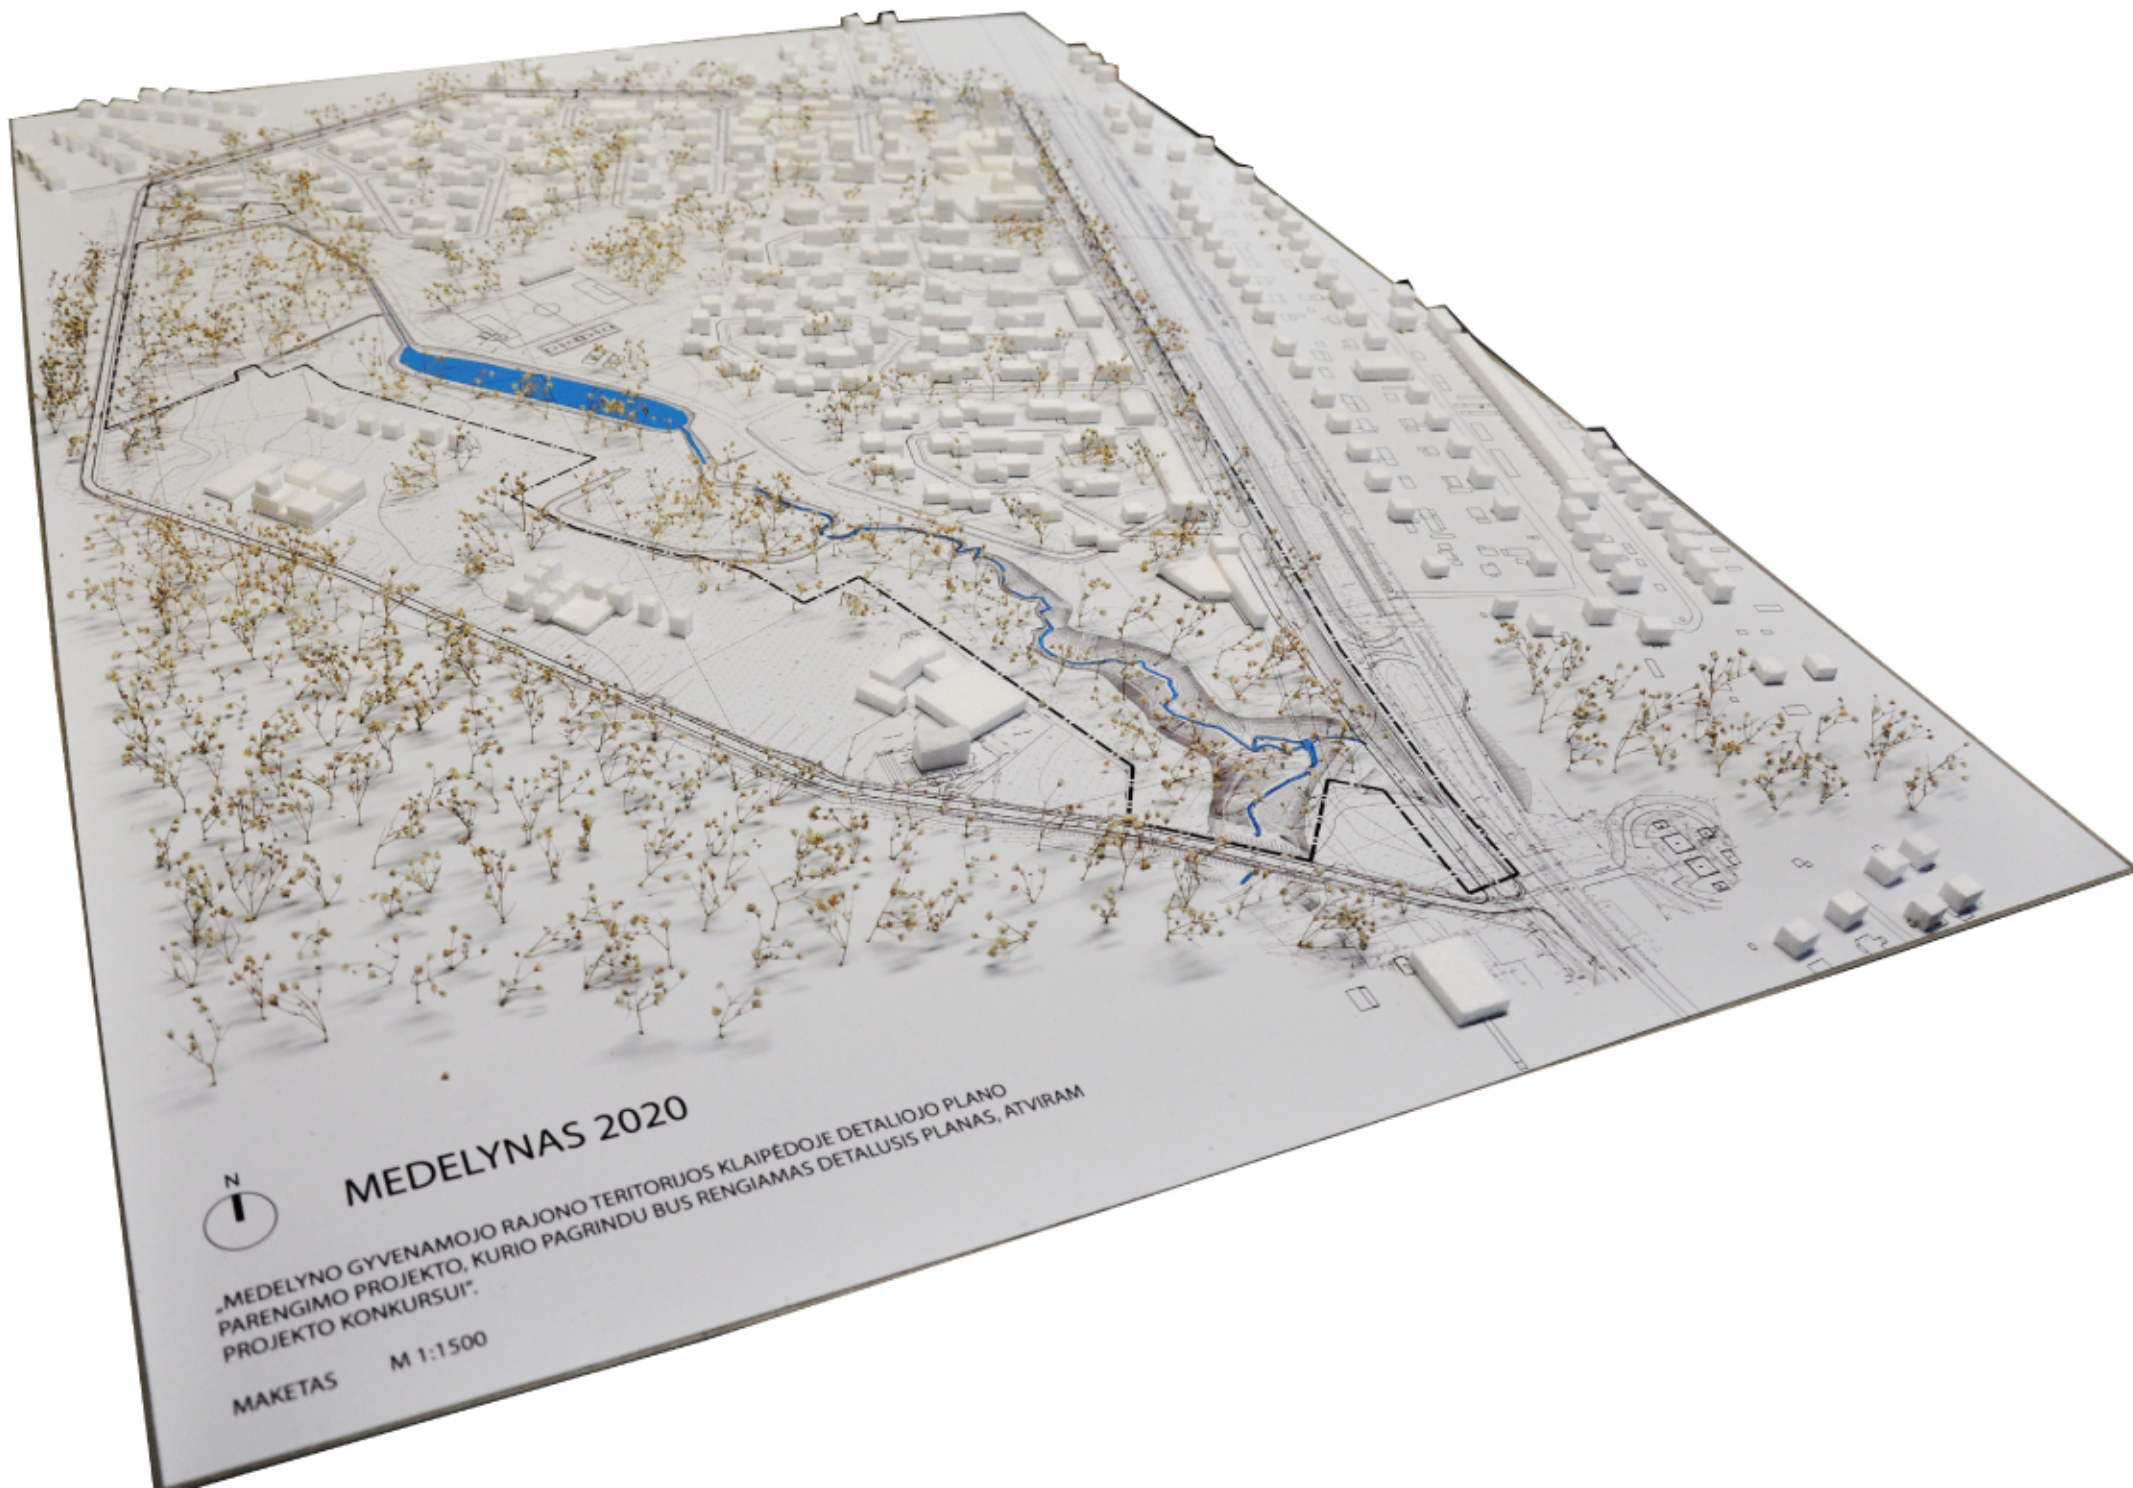 MEDELYNAS 2020
N
„MEDELYNO GYVENAMOJO RAJONO TERITORIJOS KLAIPĖDOJE DETALIOJO PLANO
PARENGIMO PROJEKTO, KURIO PAGRINDU BUS RENGIAMAS DETALUSIS PLANAS, ATVIRAM
PROJEKTO KONKURSUI“.
MAKETAS M 1:1500